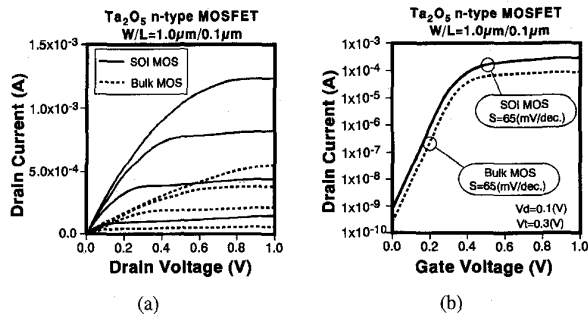 Ta₂O₅ n-type MOSFET
W/L=1.0μm/0.1μm
1.5x10⁻³
1.0x10⁻³
5.0x10⁻⁴
0.0
Drain Current (A)
SOI MOS
Bulk MOS
0.0 0.2 0.4 0.6 0.8 1.0
Drain Voltage (V)
(a)
Ta₂O₅ n-type MOSFET
W/L=1.0μm/0.1μm
1x10⁻²
1x10⁻³
1x10⁻⁴
1x10⁻⁵
1x10⁻⁶
1x10⁻⁷
1x10⁻⁸
1x10⁻⁹
1x10⁻¹⁰
Drain Current (A)
SOI MOS
S=65(mV/dec.)
Bulk MOS
S=65(mV/dec.)
Vd=0.1(V)
Vt=0.3(V)
0.0 0.2 0.4 0.6 0.8 1.0
Gate Voltage (V)
(b)